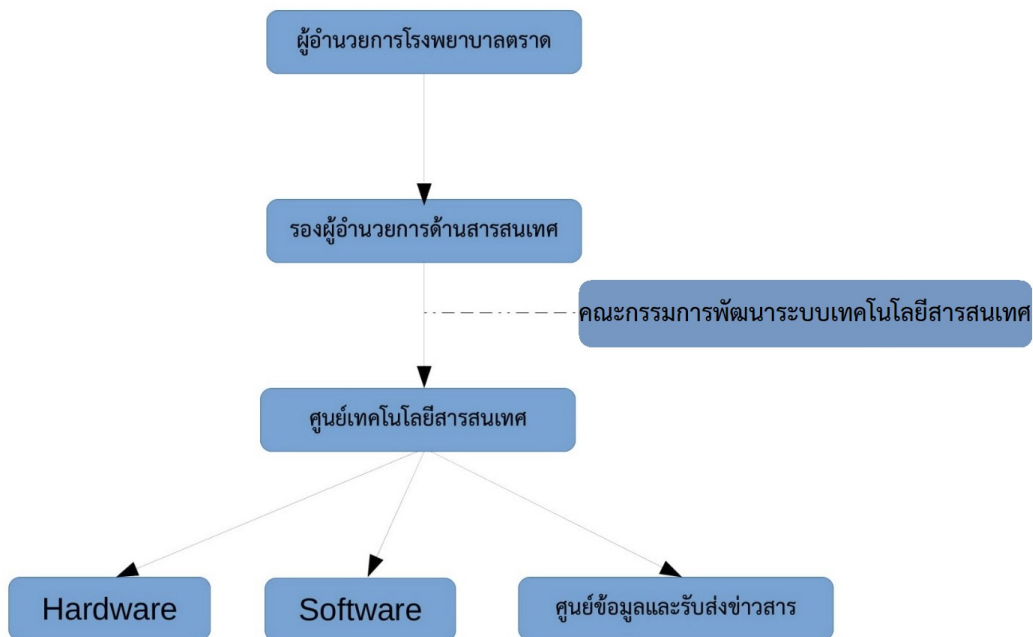 ผู้อำนวยการโรงพยาบาลตราด
รองผู้อำนวยการด้านสารสนเทศ
คณะกรรมการพัฒนาระบบเทคโนโลยีสารสนเทศ
ศูนย์เทคโนโลยีสารสนเทศ
Hardware
Software
ศูนย์ข้อมูลและรับส่งข่าวสาร